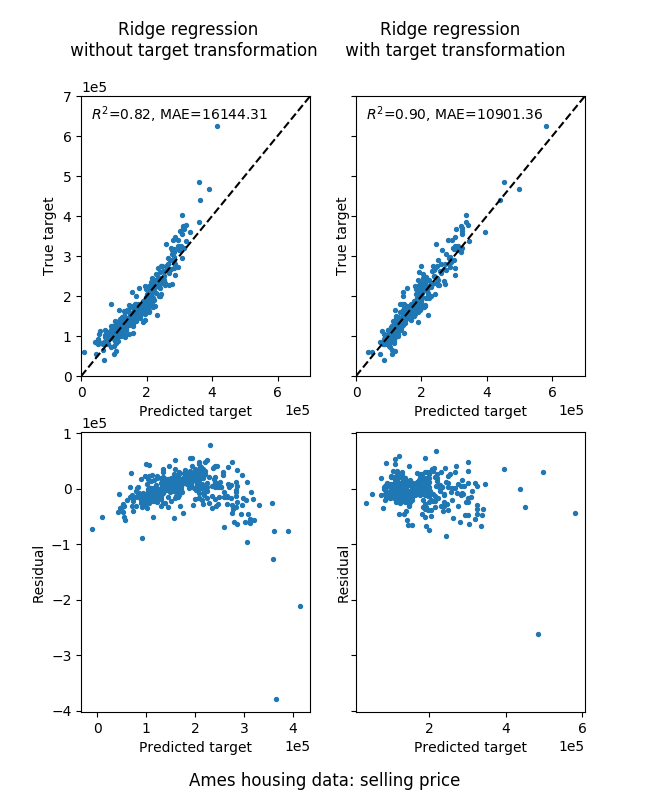 Ridge regression
without target transformation
Ridge regression
with target transformation
1e5
R²=0.82, MAE=16144.31
7
6
5
4
3
2
1
0
True target
0 2 4 6
Predicted target
1e5
R²=0.90, MAE=10901.36
True target
0 2 4 6
Predicted target
1e5
1e5
1
0
−1
−2
−3
−4
Residual
0 1 2 3 4
Predicted target
1e5
Residual
2 4 6
Predicted target
1e5
Ames housing data: selling price